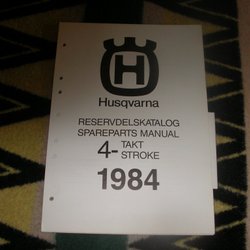 H
Husqvarna
RESERVDELSKATALOG
SPAREPARTS MANUAL
4- TAKT
STROKE
1984